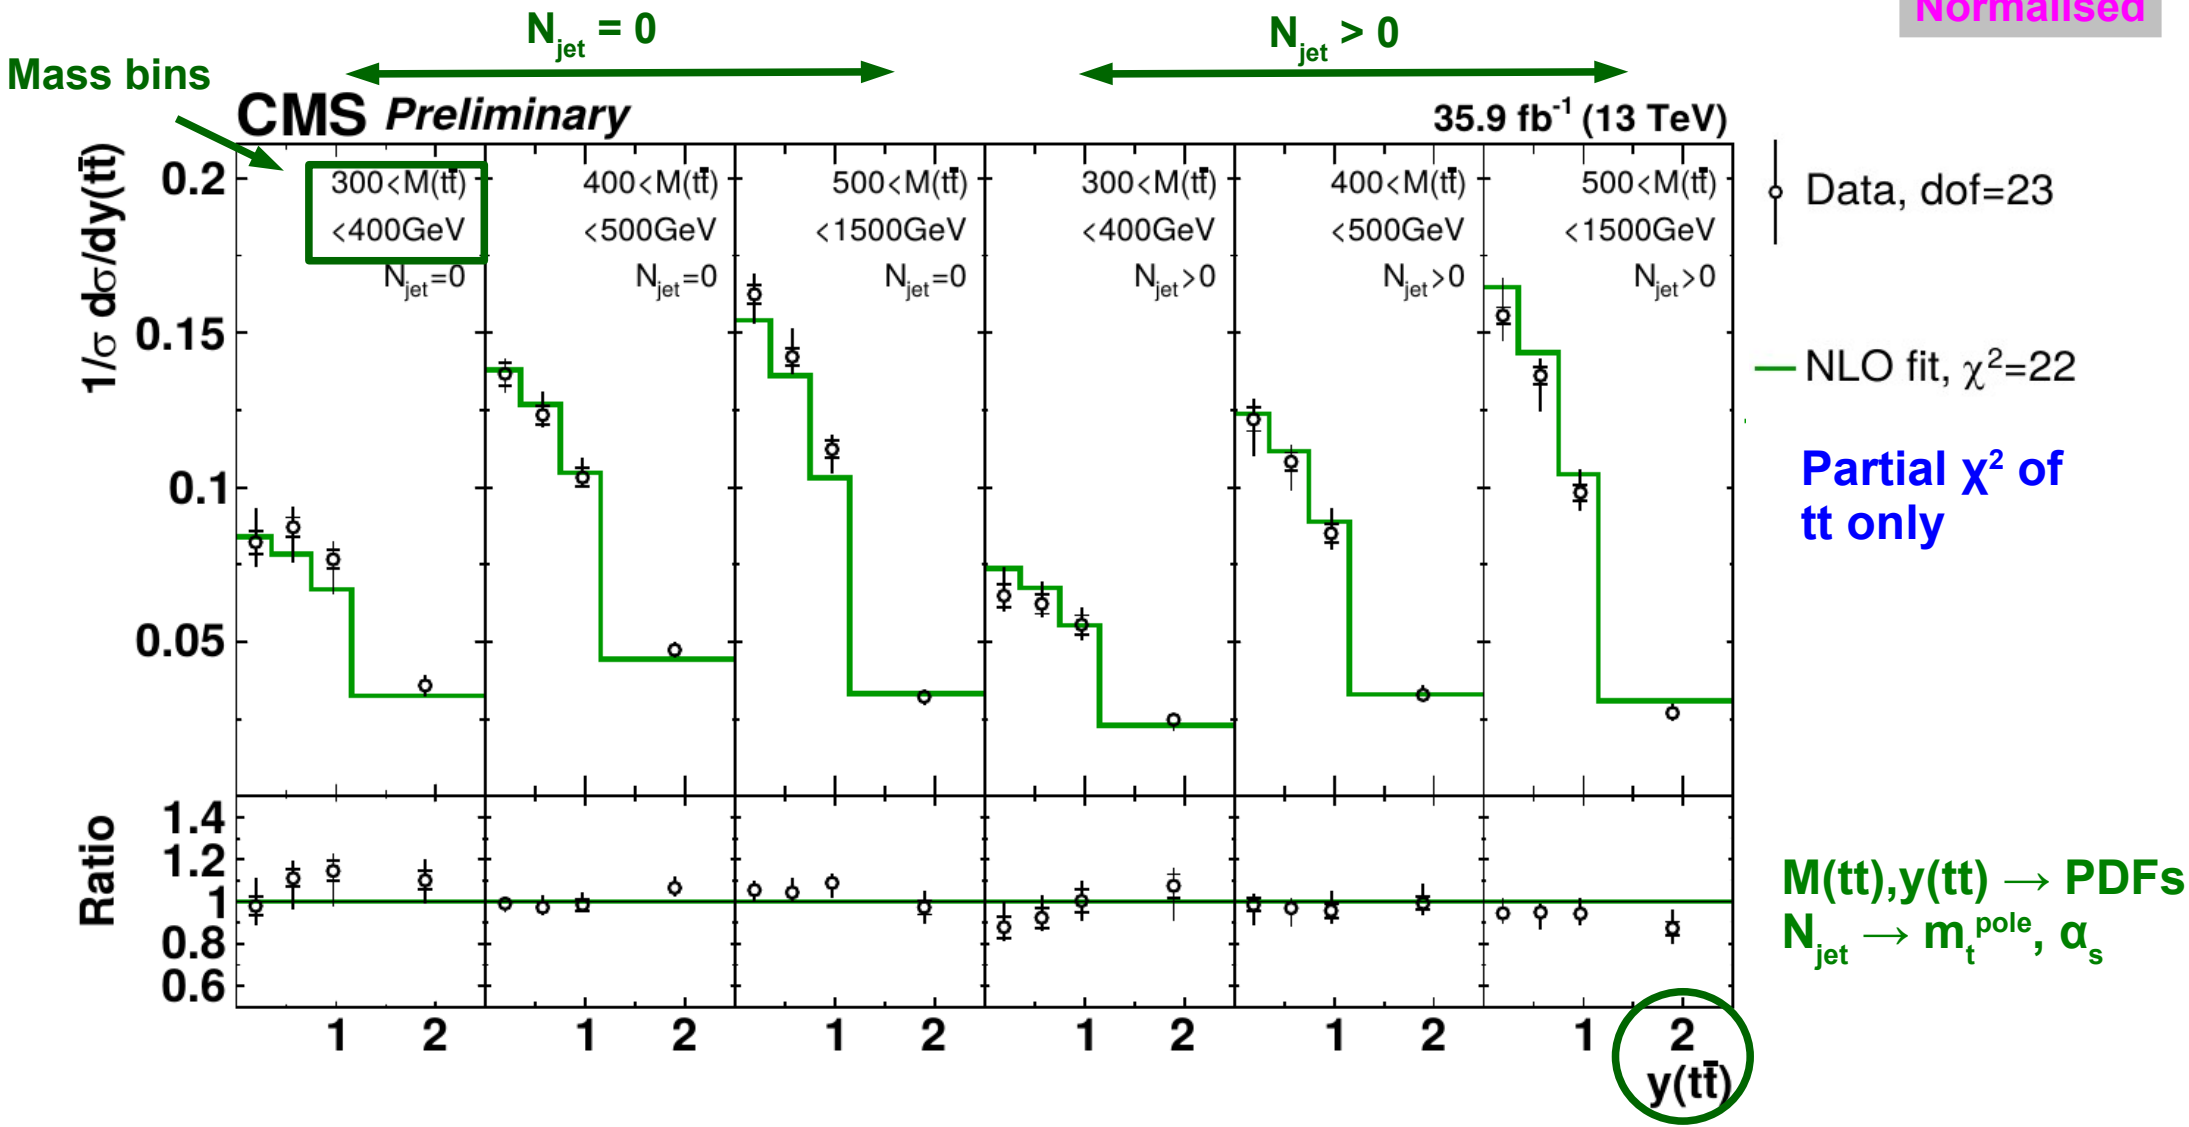 Normalised
N_jet = 0
N_jet > 0
Mass bins
CMS Preliminary
35.9 fb⁻¹ (13 TeV)
1/σ dσ/dy(tt̄)
0.2
0.15
0.1
0.05
300<M(tt̄)
<400GeV
N_jet=0
400<M(tt̄)
<500GeV
N_jet=0
500<M(tt̄)
<1500GeV
N_jet=0
300<M(tt̄)
<400GeV
N_jet>0
400<M(tt̄)
<500GeV
N_jet>0
500<M(tt̄)
<1500GeV
N_jet>0
Data, dof=23
NLO fit, χ²=22
Partial χ² of
tt only
Ratio
1.4
1.2
1
0.8
0.6
M(tt),y(tt) → PDFs
N_jet → m_t^pole, α_s
1 2 1 2 1 2 1 2 1 2 1 2
y(tt̄)